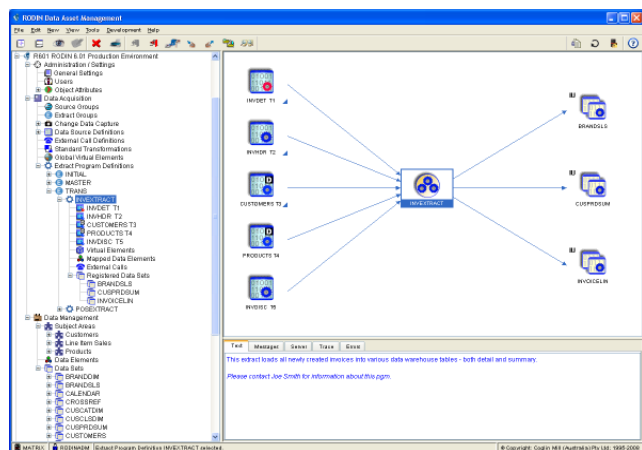 RODIN Data Asset Management
File Edit New View Tools Development Help
R601 RODIN 6.01 Production Environment
Administration / Settings
General Settings
Users
Object Attributes
Data Acquisition
Source Groups
Extract Groups
Change Data Capture
Data Source Definitions
External Call Definitions
Standard Transformations
Global Virtual Elements
Extract Program Definitions
INITIAL
MASTER
TRANS
INVEXTRACT
INVDET T1
INVHDR T2
CUSTOMERS T3
PRODUCTS T4
INVDISC T5
Virtual Elements
Mapped Data Elements
External Calls
Registered Data Sets
BRANDSLS
CUSPRDSUM
INVOICELIN
POSEXTRACT
Data Management
Subject Areas
Customers
Line Item Sales
Products
Data Elements
Data Sets
BRANDDIM
BRANDSLS
CALENDAR
CROSSREF
CUSCATDIM
CUSCLSDIM
CUSPRDSUM
CUSTOMERS
INVDET T1
INVHDR T2
D
CUSTOMERS T3
D
PRODUCTS T4
INVDISC T5
INVEXTRACT
BRANDSLS
CUSPRDSUM
INVOICELIN
Text Messages Server Trace Errors
This extract loads all newly created invoices into various data warehouse tables - both detail and summary.
Please contact Joe Smith for information about this pgm.
MATRIX RODINADM Extract Program Definition INVEXTRACT selected.
© Copyright: Coglin Mill (Australia) Pty Ltd, 1995-2009